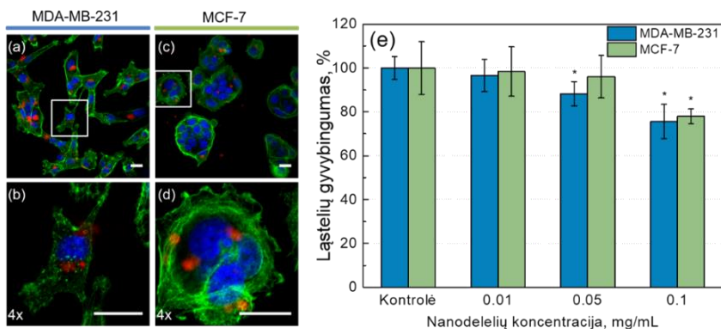 MDA-MB-231 MCF-7
(a) (c)
(b) (d)
4x 4x
(e)
MDA-MB-231
MCF-7
Ląstelių gyvybingumas, %
120
100
80
60
40
20
0
* * *
Kontrolė 0.01 0.05 0.1
Nanodelelių koncentracija, mg/mL